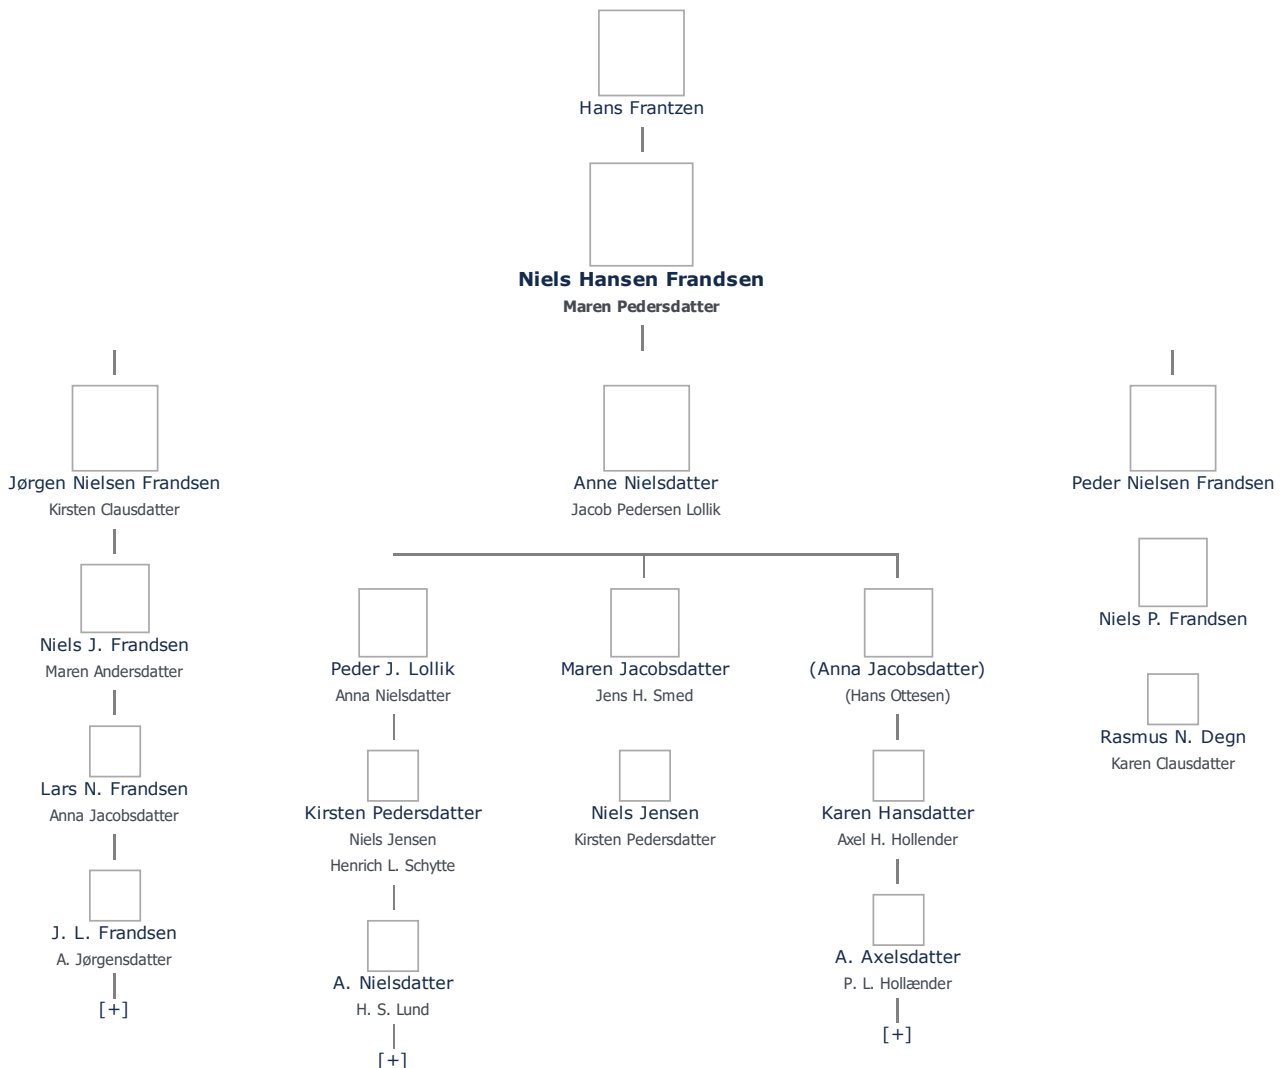 Hans Frantzen
Niels Hansen Frandsen
Maren Pedersdatter
Jørgen Nielsen Frandsen
Kirsten Clausdatter
Anne Nielsdatter
Jacob Pedersen Lollik
Peder Nielsen Frandsen
Niels J. Frandsen
Maren Andersdatter
Peder J. Lollik
Anna Nielsdatter
Maren Jacobsdatter
Jens H. Smed
(Anna Jacobsdatter)
(Hans Ottesen)
Niels P. Frandsen
Lars N. Frandsen
Anna Jacobsdatter
Kirsten Pedersdatter
Niels Jensen
Henrich L. Schytte
Niels Jensen
Kirsten Pedersdatter
Karen Hansdatter
Axel H. Hollender
Rasmus N. Degn
Karen Clausdatter
J. L. Frandsen
A. Jørgensdatter
[+]
A. Nielsdatter
H. S. Lund
[+]
A. Axelsdatter
P. L. Hollænder
[+]